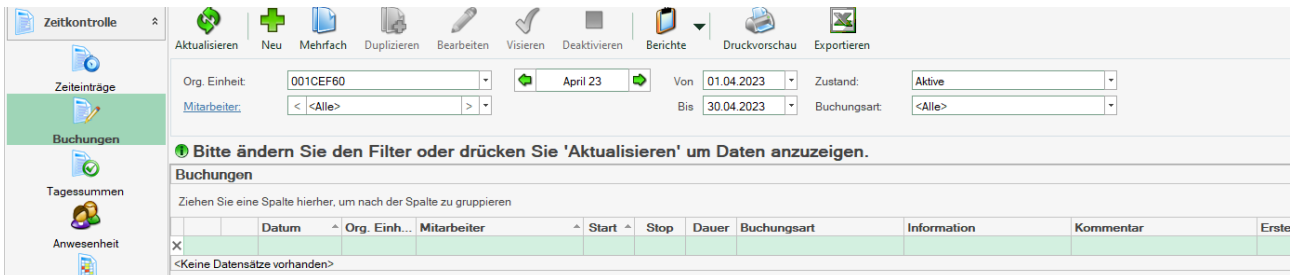 Zeitkontrolle
Zeiteinträge
Buchungen
Tagessummen
Anwesenheit
Aktualisieren Neu Mehrfach Duplizieren Bearbeiten Visieren Deaktivieren Berichte Druckvorschau Exportieren
Org. Einheit: 001CEF60 April 23 Von 01.04.2023 Zustand: Aktive
Mitarbeiter: < <Alle> > Bis 30.04.2023 Buchungsart: <Alle>
Bitte ändern Sie den Filter oder drücken Sie 'Aktualisieren' um Daten anzuzeigen.
Buchungen
Ziehen Sie eine Spalte hierher, um nach der Spalte zu gruppieren
Datum Org. Einh... Mitarbeiter Start Stop Dauer Buchungsart Information Kommentar Erste
<Keine Datensätze vorhanden>